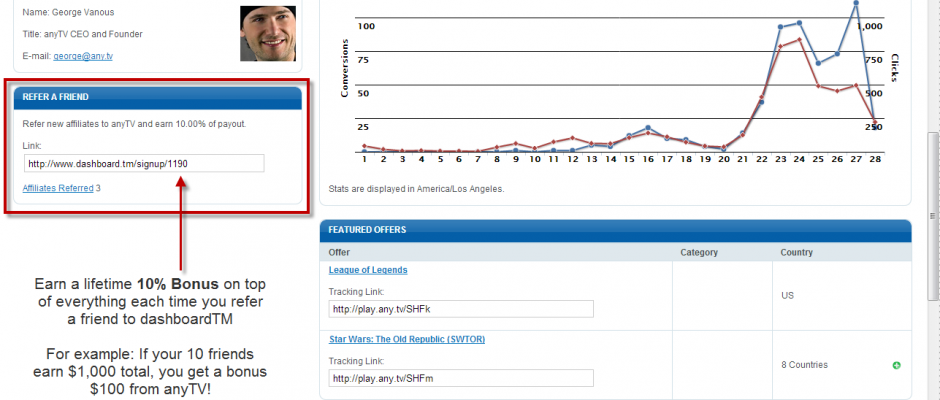 Name: George Vanous
Title: anyTV CEO and Founder
E-mail: george@any.tv
REFER A FRIEND
Refer new affiliates to anyTV and earn 10.00% of payout.
Link:
http://www.dashboard.tm/signup/1190
Affiliates Referred 3
Earn a lifetime 10% Bonus on top
of everything each time you refer
a friend to dashboardTM
For example: If your 10 friends
earn $1,000 total, you get a bonus
$100 from anyTV!
100 1,000
75 750
50 500
25 250
Conversions
Clicks
1 2 3 4 5 6 7 8 9 10 11 12 13 14 15 16 17 18 19 20 21 22 23 24 25 26 27 28
Stats are displayed in America/Los Angeles.
FEATURED OFFERS
Offer Category Country
League of Legends
Tracking Link:
http://play.any.tv/SHFk
US
Star Wars: The Old Republic (SWTOR)
Tracking Link:
http://play.any.tv/SHFm
8 Countries